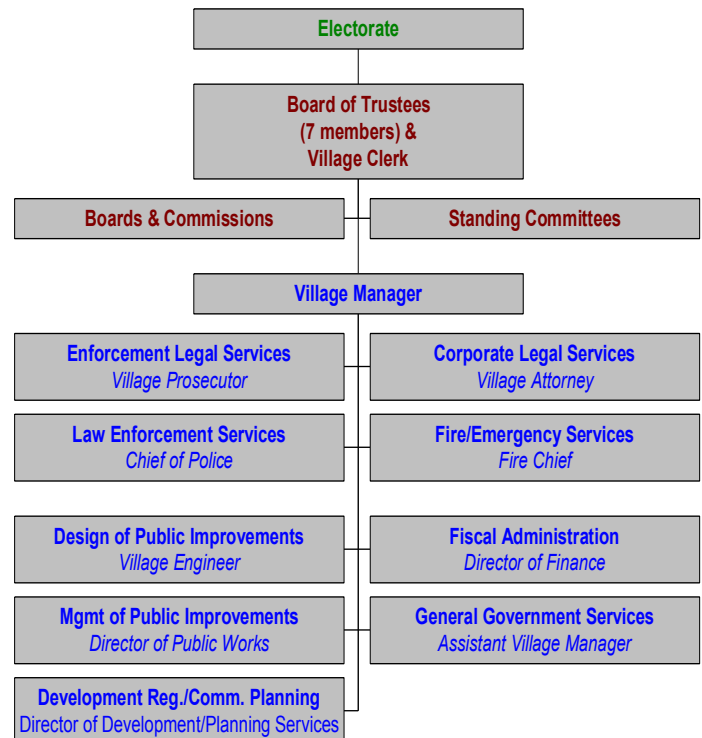 Electorate
Board of Trustees
(7 members) &
Village Clerk
Boards & Commissions
Standing Committees
Village Manager
Enforcement Legal Services
Village Prosecutor
Corporate Legal Services
Village Attorney
Law Enforcement Services
Chief of Police
Fire/Emergency Services
Fire Chief
Design of Public Improvements
Village Engineer
Fiscal Administration
Director of Finance
Mgmt of Public Improvements
Director of Public Works
General Government Services
Assistant Village Manager
Development Reg./Comm. Planning
Director of Development/Planning Services